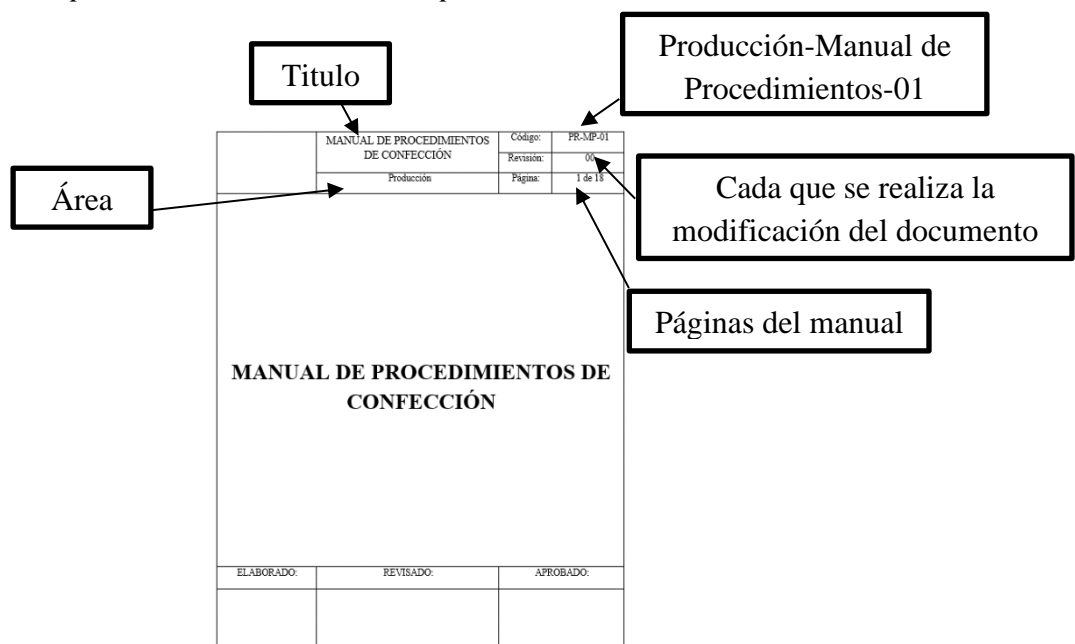 Producción-Manual de
Procedimientos-01
Titulo
MANUAL DE PROCEDIMIENTOS
DE CONFECCIÓN
Código:
PR-MP-01
Revisión:
00
Producción
Página:
1 de 18
Área
Cada que se realiza la
modificación del documento
Páginas del manual
MANUAL DE PROCEDIMIENTOS DE
CONFECCIÓN
ELABORADO:
REVISADO:
APROBADO: